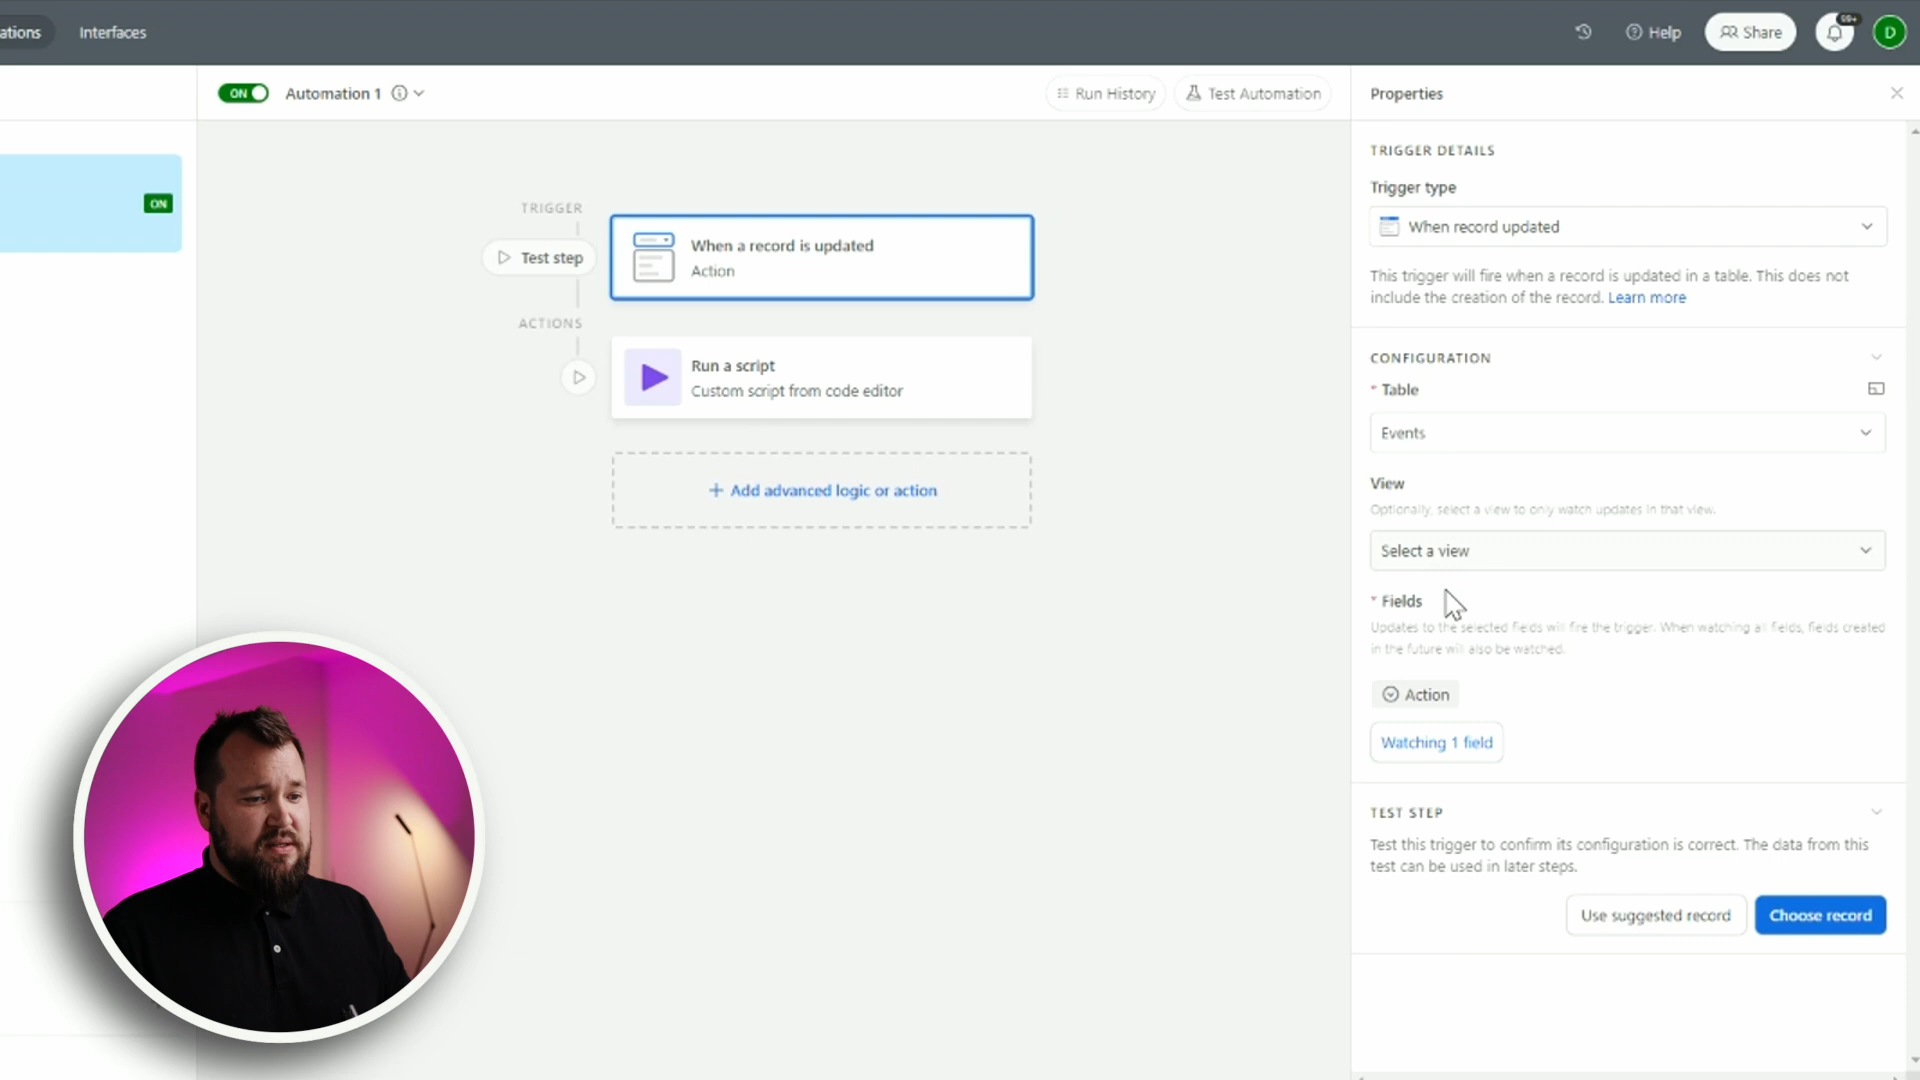 ations
Interfaces
Help
Share
99+
D
ON
Automation 1
Run History
Test Automation
Properties
ON
TRIGGER
Test step
When a record is updated
Action
ACTIONS
Run a script
Custom script from code editor
+ Add advanced logic or action
TRIGGER DETAILS
Trigger type
When record updated
This trigger will fire when a record is updated in a table. This does not
include the creation of the record. Learn more
CONFIGURATION
* Table
Events
View
Optionally, select a view to only watch updates in that view.
Select a view
* Fields
Updates to the selected fields will fire the trigger. When watching all fields, fields created
in the future will also be watched.
Action
Watching 1 field
TEST STEP
Test this trigger to confirm its configuration is correct. The data from this
test can be used in later steps.
Use suggested record
Choose record